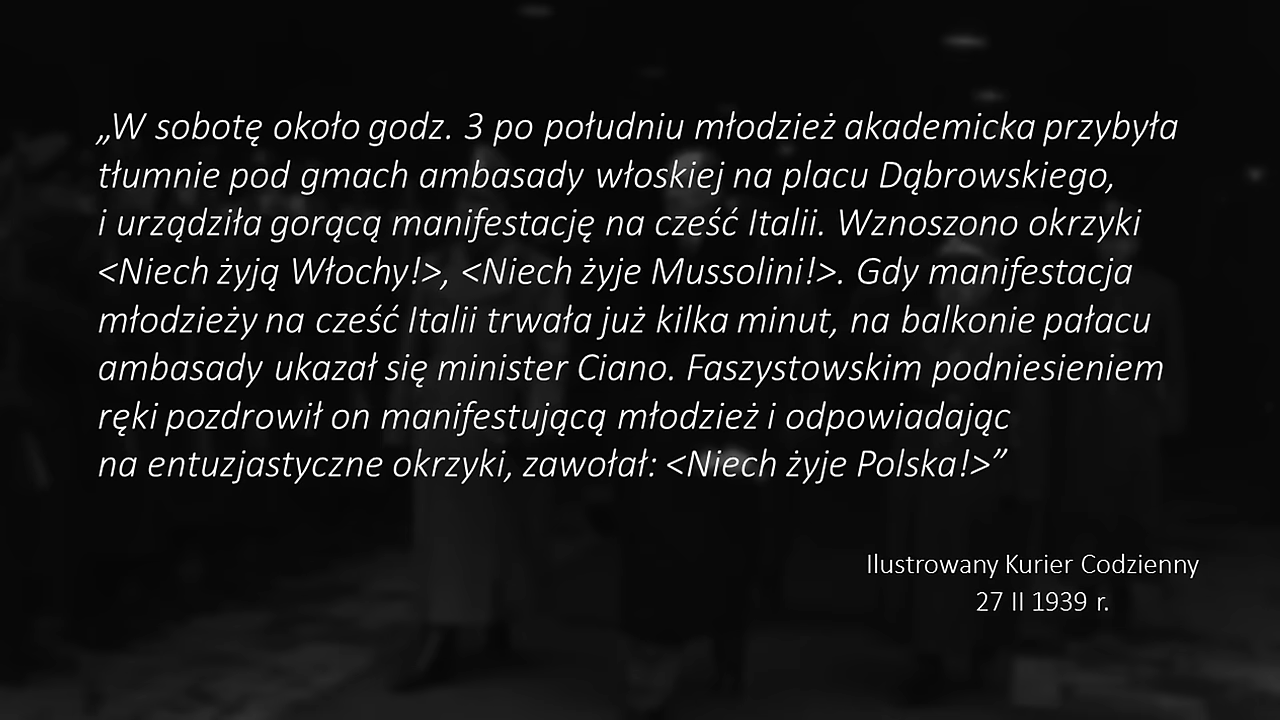 „W sobotę około godz. 3 po południu młodzież akademicka przybyła
tłumnie pod gmach ambasady włoskiej na placu Dąbrowskiego,
i urządziła gorącą manifestację na cześć Italii. Wznoszono okrzyki
<Niech żyją Włochy!>, <Niech żyje Mussolini!>. Gdy manifestacja
młodzieży na cześć Italii trwała już kilka minut, na balkonie pałacu
ambasady ukazał się minister Ciano. Faszystowskim podniesieniem
ręki pozdrowił on manifestującą młodzież i odpowiadając
na entuzjastyczne okrzyki, zawołał: <Niech żyje Polska!>”
Ilustrowany Kurier Codzienny
27 II 1939 r.